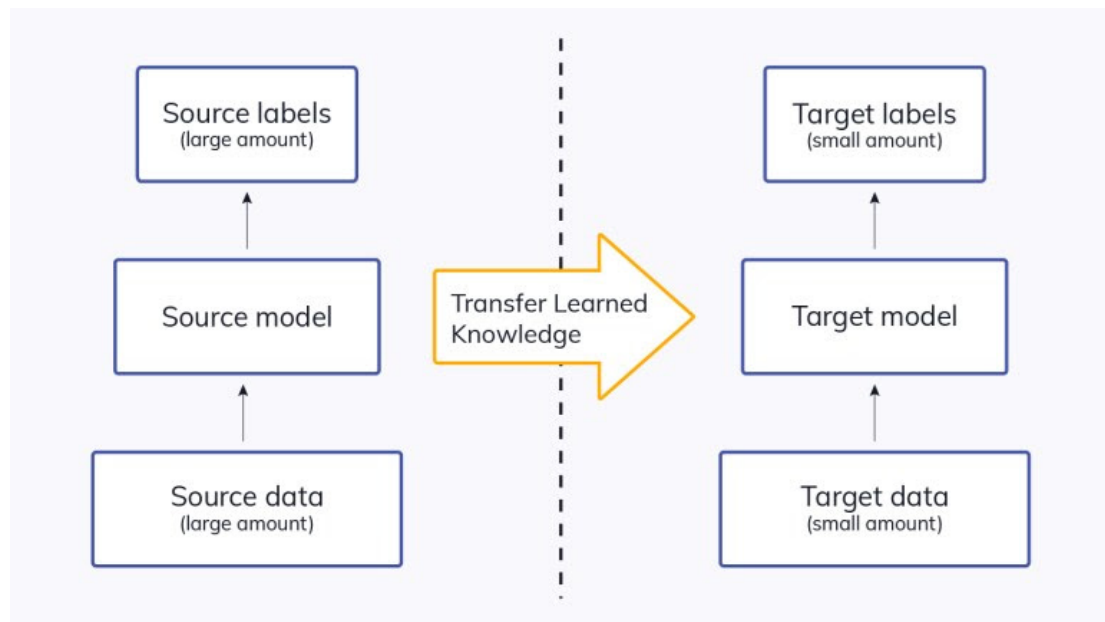 Source labels
(large amount)
Source model
Source data
(large amount)
Transfer Learned
Knowledge
Target labels
(small amount)
Target model
Target data
(small amount)